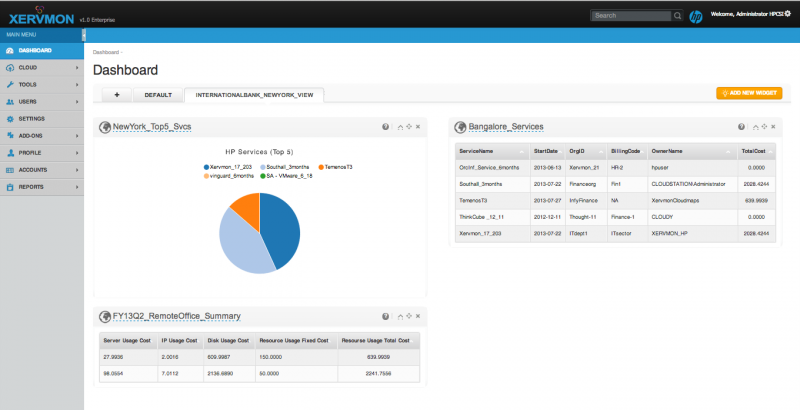 XERVMON v1.0 Enterprise
Search
hp
Welcome, Administrator HPCSI
MAIN MENU
DASHBOARD
CLOUD
TOOLS
USERS
SETTINGS
ADD-ONS
PROFILE
ACCOUNTS
REPORTS
Dashboard -
Dashboard
+ DEFAULT INTERNATIONALBANK_NEWYORK_VIEW
ADD NEW WIDGET
NewYork_Top5_Svcs
HP Services (Top 5)
Xervmon_17_203 Southall_3months TemenosT3
vinguard_6months SA - VMware_6_18
Bangalore_Services
ServiceName StartDate OrgID BillingCode OwnerName TotalCost
OrcInf_Service_6months 2013-06-13 Xervmon_21 HR-2 hpuser 0.0000
Southall_3months 2013-07-22 Financeorg Fin1 CLOUDSTATION\Administrator 2028.4244
TemenosT3 2013-07-27 InfyFinance NA XervmonCloudmaps 639.9939
ThinkCube _12_11 2012-12-11 Thought-11 Finance-1 CLOUDY 0.0000
Xervmon_17_203 2013-07-22 ITdept1 ITsector XERVMON_HP 2028.4244
FY13Q2_RemoteOffice_Summary
Server Usage Cost IP Usage Cost Disk Usage Cost Resource Usage Fixed Cost Resourse Usage Total Cost
27.9936 2.0016 609.9987 150.0000 639.9939
98.0554 7.0112 2136.6890 50.0000 2241.7556